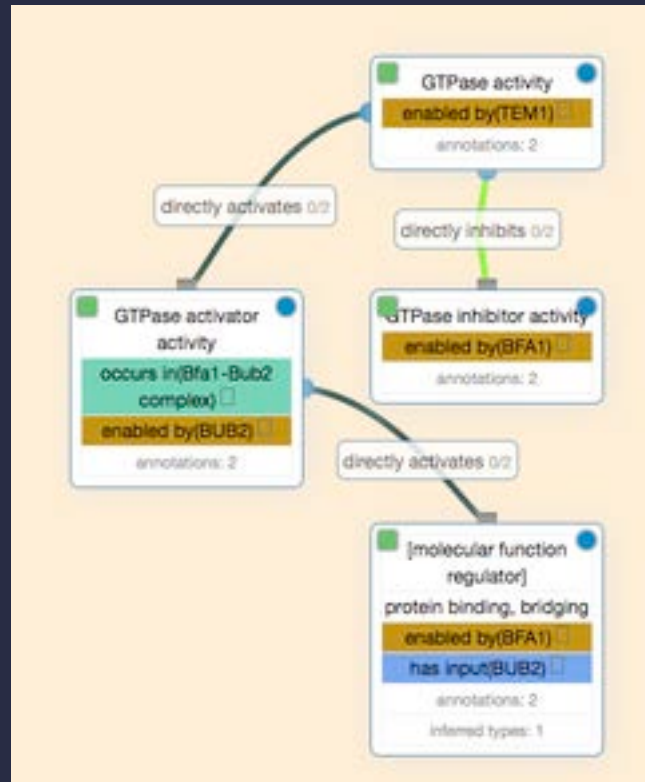 GTPase activity
enabled by(TEM1)
annotations: 2
directly activates 0/2
directly inhibits 0/2
GTPase activator
activity
occurs in(Bfa1-Bub2
complex)
enabled by(BUB2)
annotations: 2
GTPase inhibitor activity
enabled by(BFA1)
annotations: 2
directly activates 0/2
[molecular function
regulator]
protein binding, bridging
enabled by(BFA1)
has input(BUB2)
annotations: 2
inferred types: 1